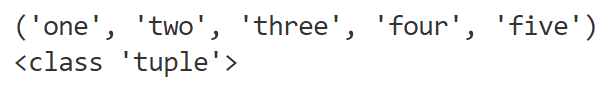 ('one', 'two', 'three', 'four', 'five')
<class 'tuple'>